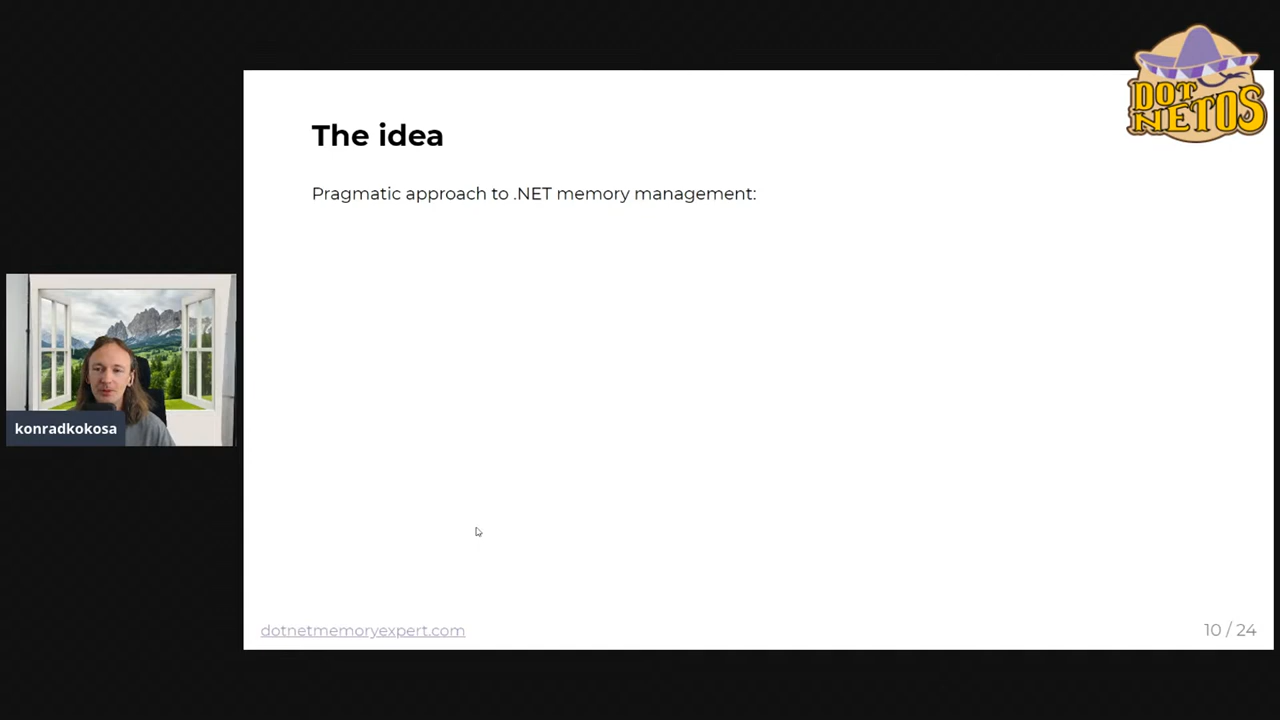 DOT
NETOS
The idea
Pragmatic approach to .NET memory management:
konradkokosa
dotnetmemoryexpert.com
10 / 24